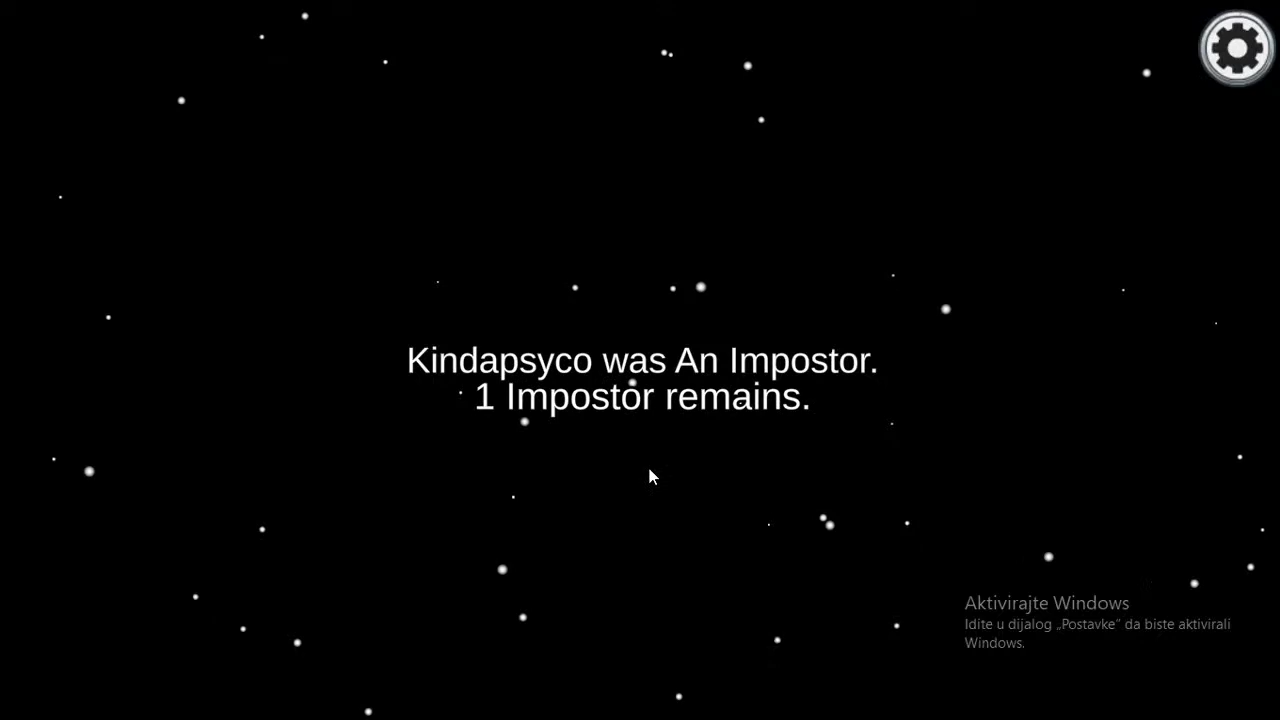 Kindapsyco was An Impostor.
1 Impostor remains.
Aktivirajte Windows
Idite u dijalog „Postavke“ da biste aktivirali
Windows.